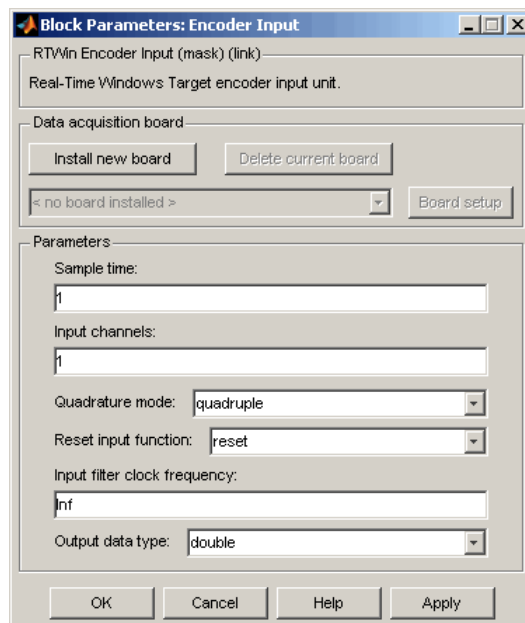 Block Parameters: Encoder Input
RTWin Encoder Input (mask) (link)
Real-Time Windows Target encoder input unit.
Data acquisition board
Install new board
Delete current board
< no board installed >
Board setup
Parameters
Sample time:
1
Input channels:
1
Quadrature mode: quadruple
Reset input function: reset
Input filter clock frequency:
Inf
Output data type: double
OK Cancel Help Apply